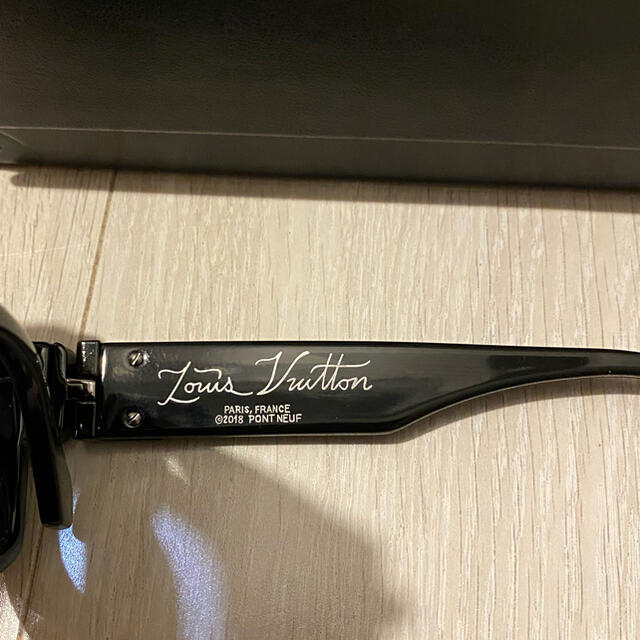 Louis Vuitton
PARIS, FRANCE
©2018 PONT NEUF